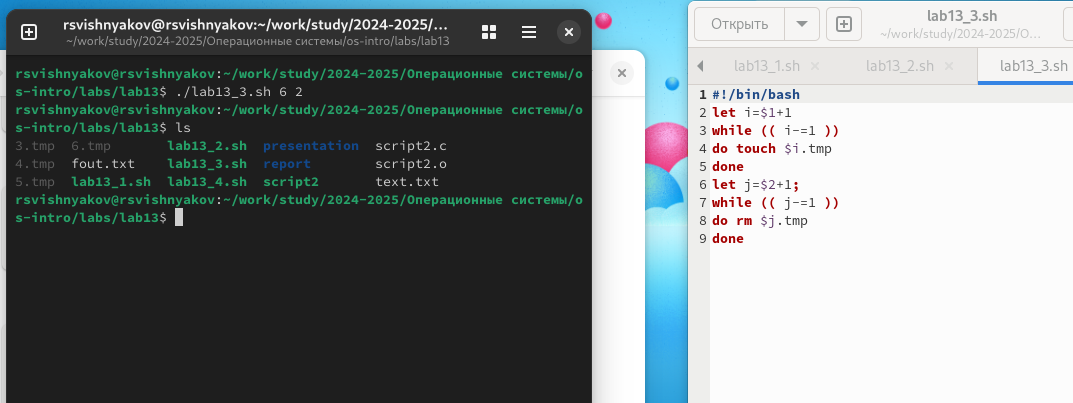 rsvishnyakov@rsvishnyakov:~/work/study/2024-2025/...
~/work/study/2024-2025/Операционные системы/os-intro/labs/lab13
rsvishnyakov@rsvishnyakov:~/work/study/2024-2025/Операционные системы/o
s-intro/labs/lab13$ ./lab13_3.sh 6 2
rsvishnyakov@rsvishnyakov:~/work/study/2024-2025/Операционные системы/o
s-intro/labs/lab13$ ls
3.tmp 6.tmp lab13_2.sh presentation script2.c
4.tmp fout.txt lab13_3.sh report script2.o
5.tmp lab13_1.sh lab13_4.sh script2 text.txt
rsvishnyakov@rsvishnyakov:~/work/study/2024-2025/Операционные системы/o
s-intro/labs/lab13$
Открыть
lab13_3.sh
~/work/study/2024-2025/О...
lab13_1.sh
lab13_2.sh
lab13_3.sh
1 #!/bin/bash
2 let i=$1+1
3 while (( i-=1 ))
4 do touch $i.tmp
5 done
6 let j=$2+1;
7 while (( j-=1 ))
8 do rm $j.tmp
9 done